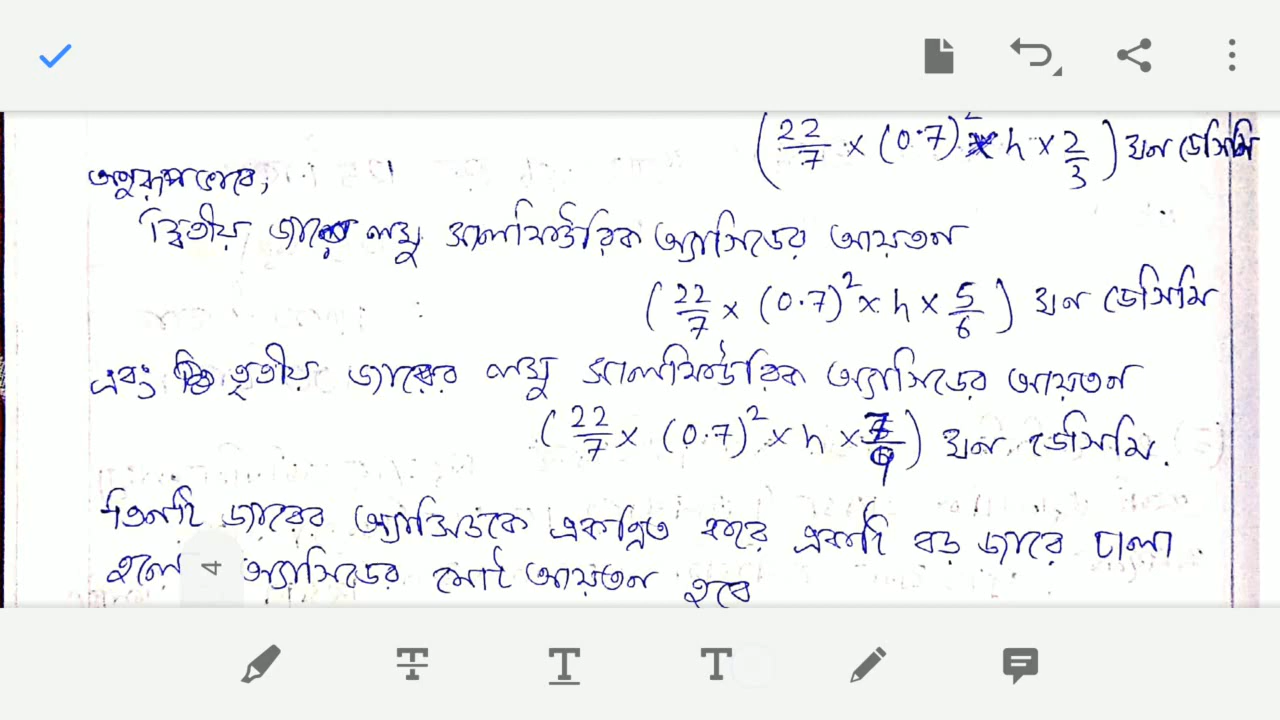 (22/7 × (0.7)² × h × 2/3) ঘন ডেসিমি
অনুরূপভাবে,
দ্বিতীয় জারে লঘু সালফিউরিক অ্যাসিডের আয়তন
(22/7 × (0.7)² × h × 5/6) ঘন ডেসিমি
এবং তৃতীয় জারের লঘু সালফিউরিক অ্যাসিডের আয়তন
(22/7 × (0.7)² × h × 7/9) ঘন ডেসিমি.
তিনটি জারের অ্যাসিডকে একত্রিত করে একটি বড় জারে ঢালা
হলে অ্যাসিডের মোট আয়তন হবে